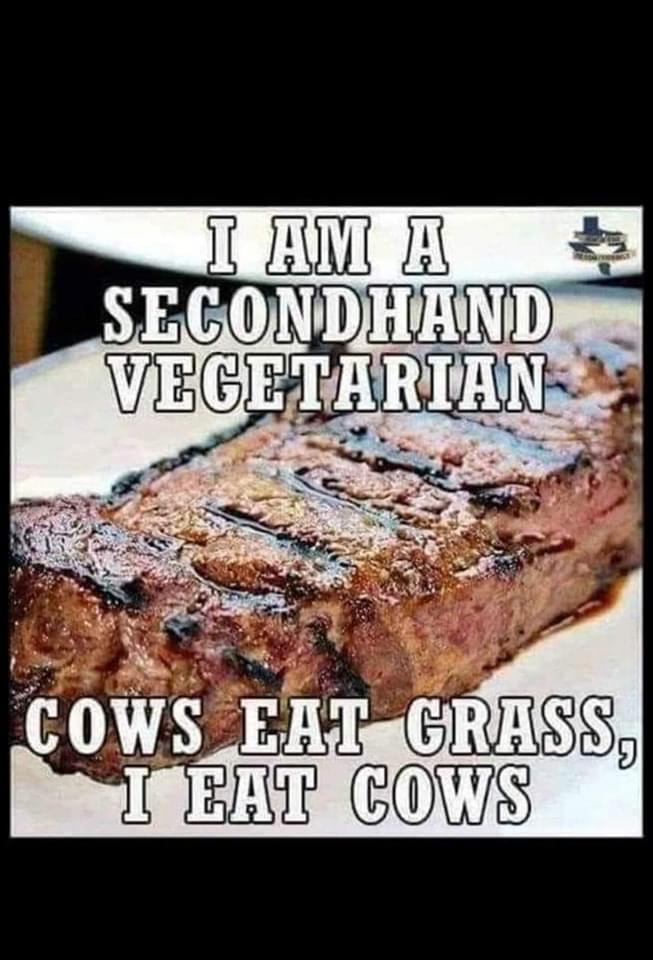 I AM A
SECONDHAND
VEGETARIAN
COWS EAT GRASS,
I EAT COWS